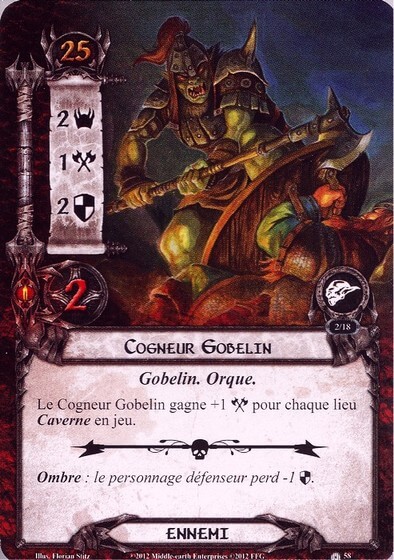 25
2
1
2
2
2/18
COGNEUR GOBELIN
Gobelin. Orque.
Le Cogneur Gobelin gagne +1 pour chaque lieu
Caverne en jeu.
Ombre : le personnage défenseur perd -1 .
ENNEMI
Illus. Florian Stitz ©2012 Middle-earth Enterprises ©2012 FFG 58